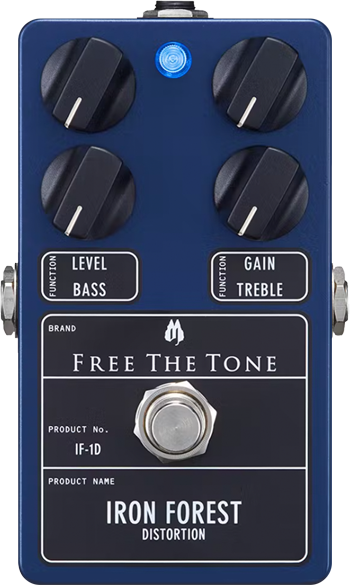 FUNCTION
LEVEL
BASS
FUNCTION
GAIN
TREBLE
BRAND
FREE THE TONE
PRODUCT No.
IF-1D
PRODUCT NAME
IRON FOREST
DISTORTION